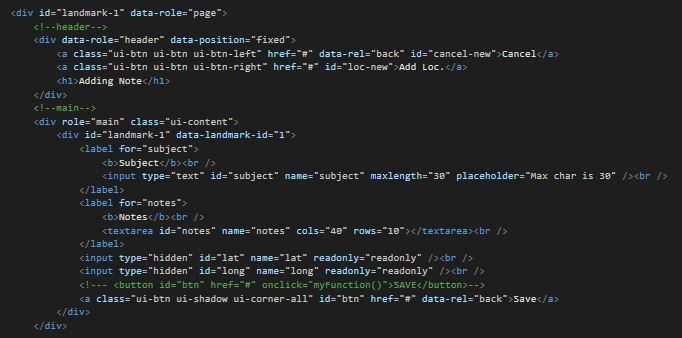 <div id="landmark-1" data-role="page">
<!--header-->
<div data-role="header" data-position="fixed">
<a class="ui-btn ui-btn ui-btn-left" href="#" data-rel="back" id="cancel-new">Cancel</a>
<a class="ui-btn ui-btn ui-btn-right" href="#" id="loc-new">Add Loc.</a>
<h1>Adding Note</h1>
</div>
<!--main-->
<div role="main" class="ui-content">
<div id="landmark-1" data-landmark-id="1">
<label for="subject">
<b>Subject</b><br />
<input type="text" id="subject" name="subject" maxlength="30" placeholder="Max char is 30" /><br />
</label>
<label for="notes">
<b>Notes</b><br />
<textarea id="notes" name="notes" cols="40" rows="10"></textarea><br />
</label>
<input type="hidden" id="lat" name="lat" readonly="readonly" /><br />
<input type="hidden" id="long" name="long" readonly="readonly" /><br />
<!--- <button id="btn" href="#" onclick="myFunction()">SAVE</button>-->
<a class="ui-btn ui-shadow ui-corner-all" id="btn" href="#" data-rel="back">Save</a>
</div>
</div>